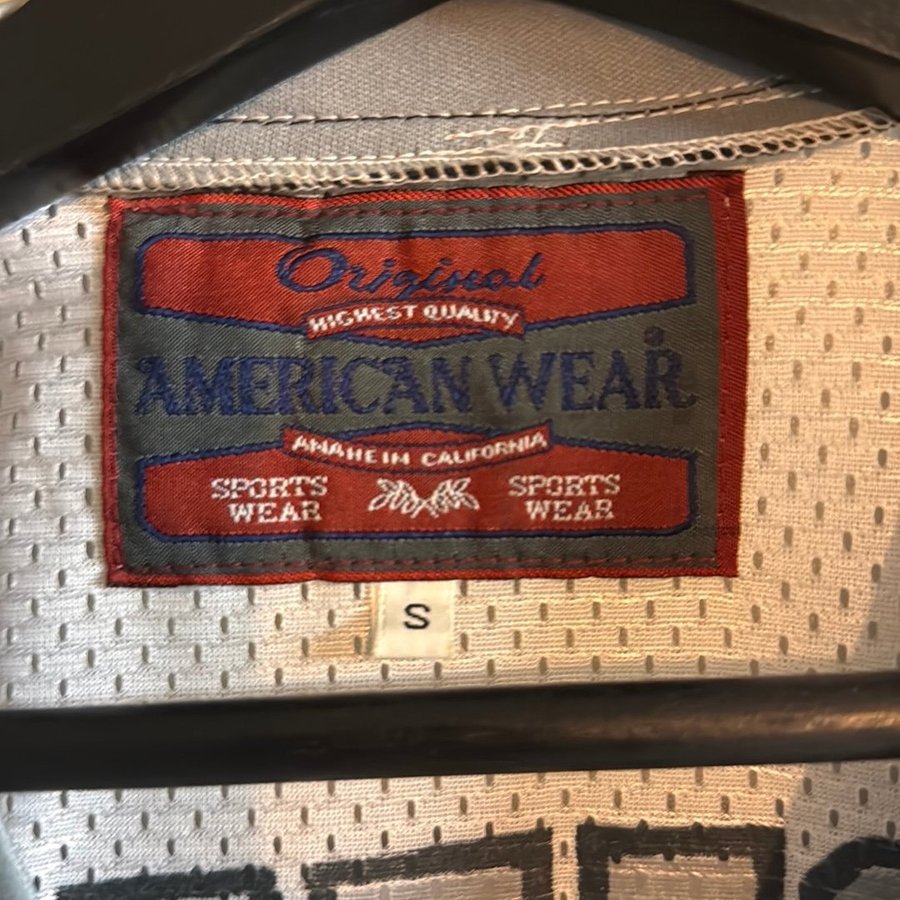 Original
HIGHEST QUALITY
AMERICAN WEAR
ANAHEIM CALIFORNIA
SPORTS WEAR
SPORTS WEAR
S